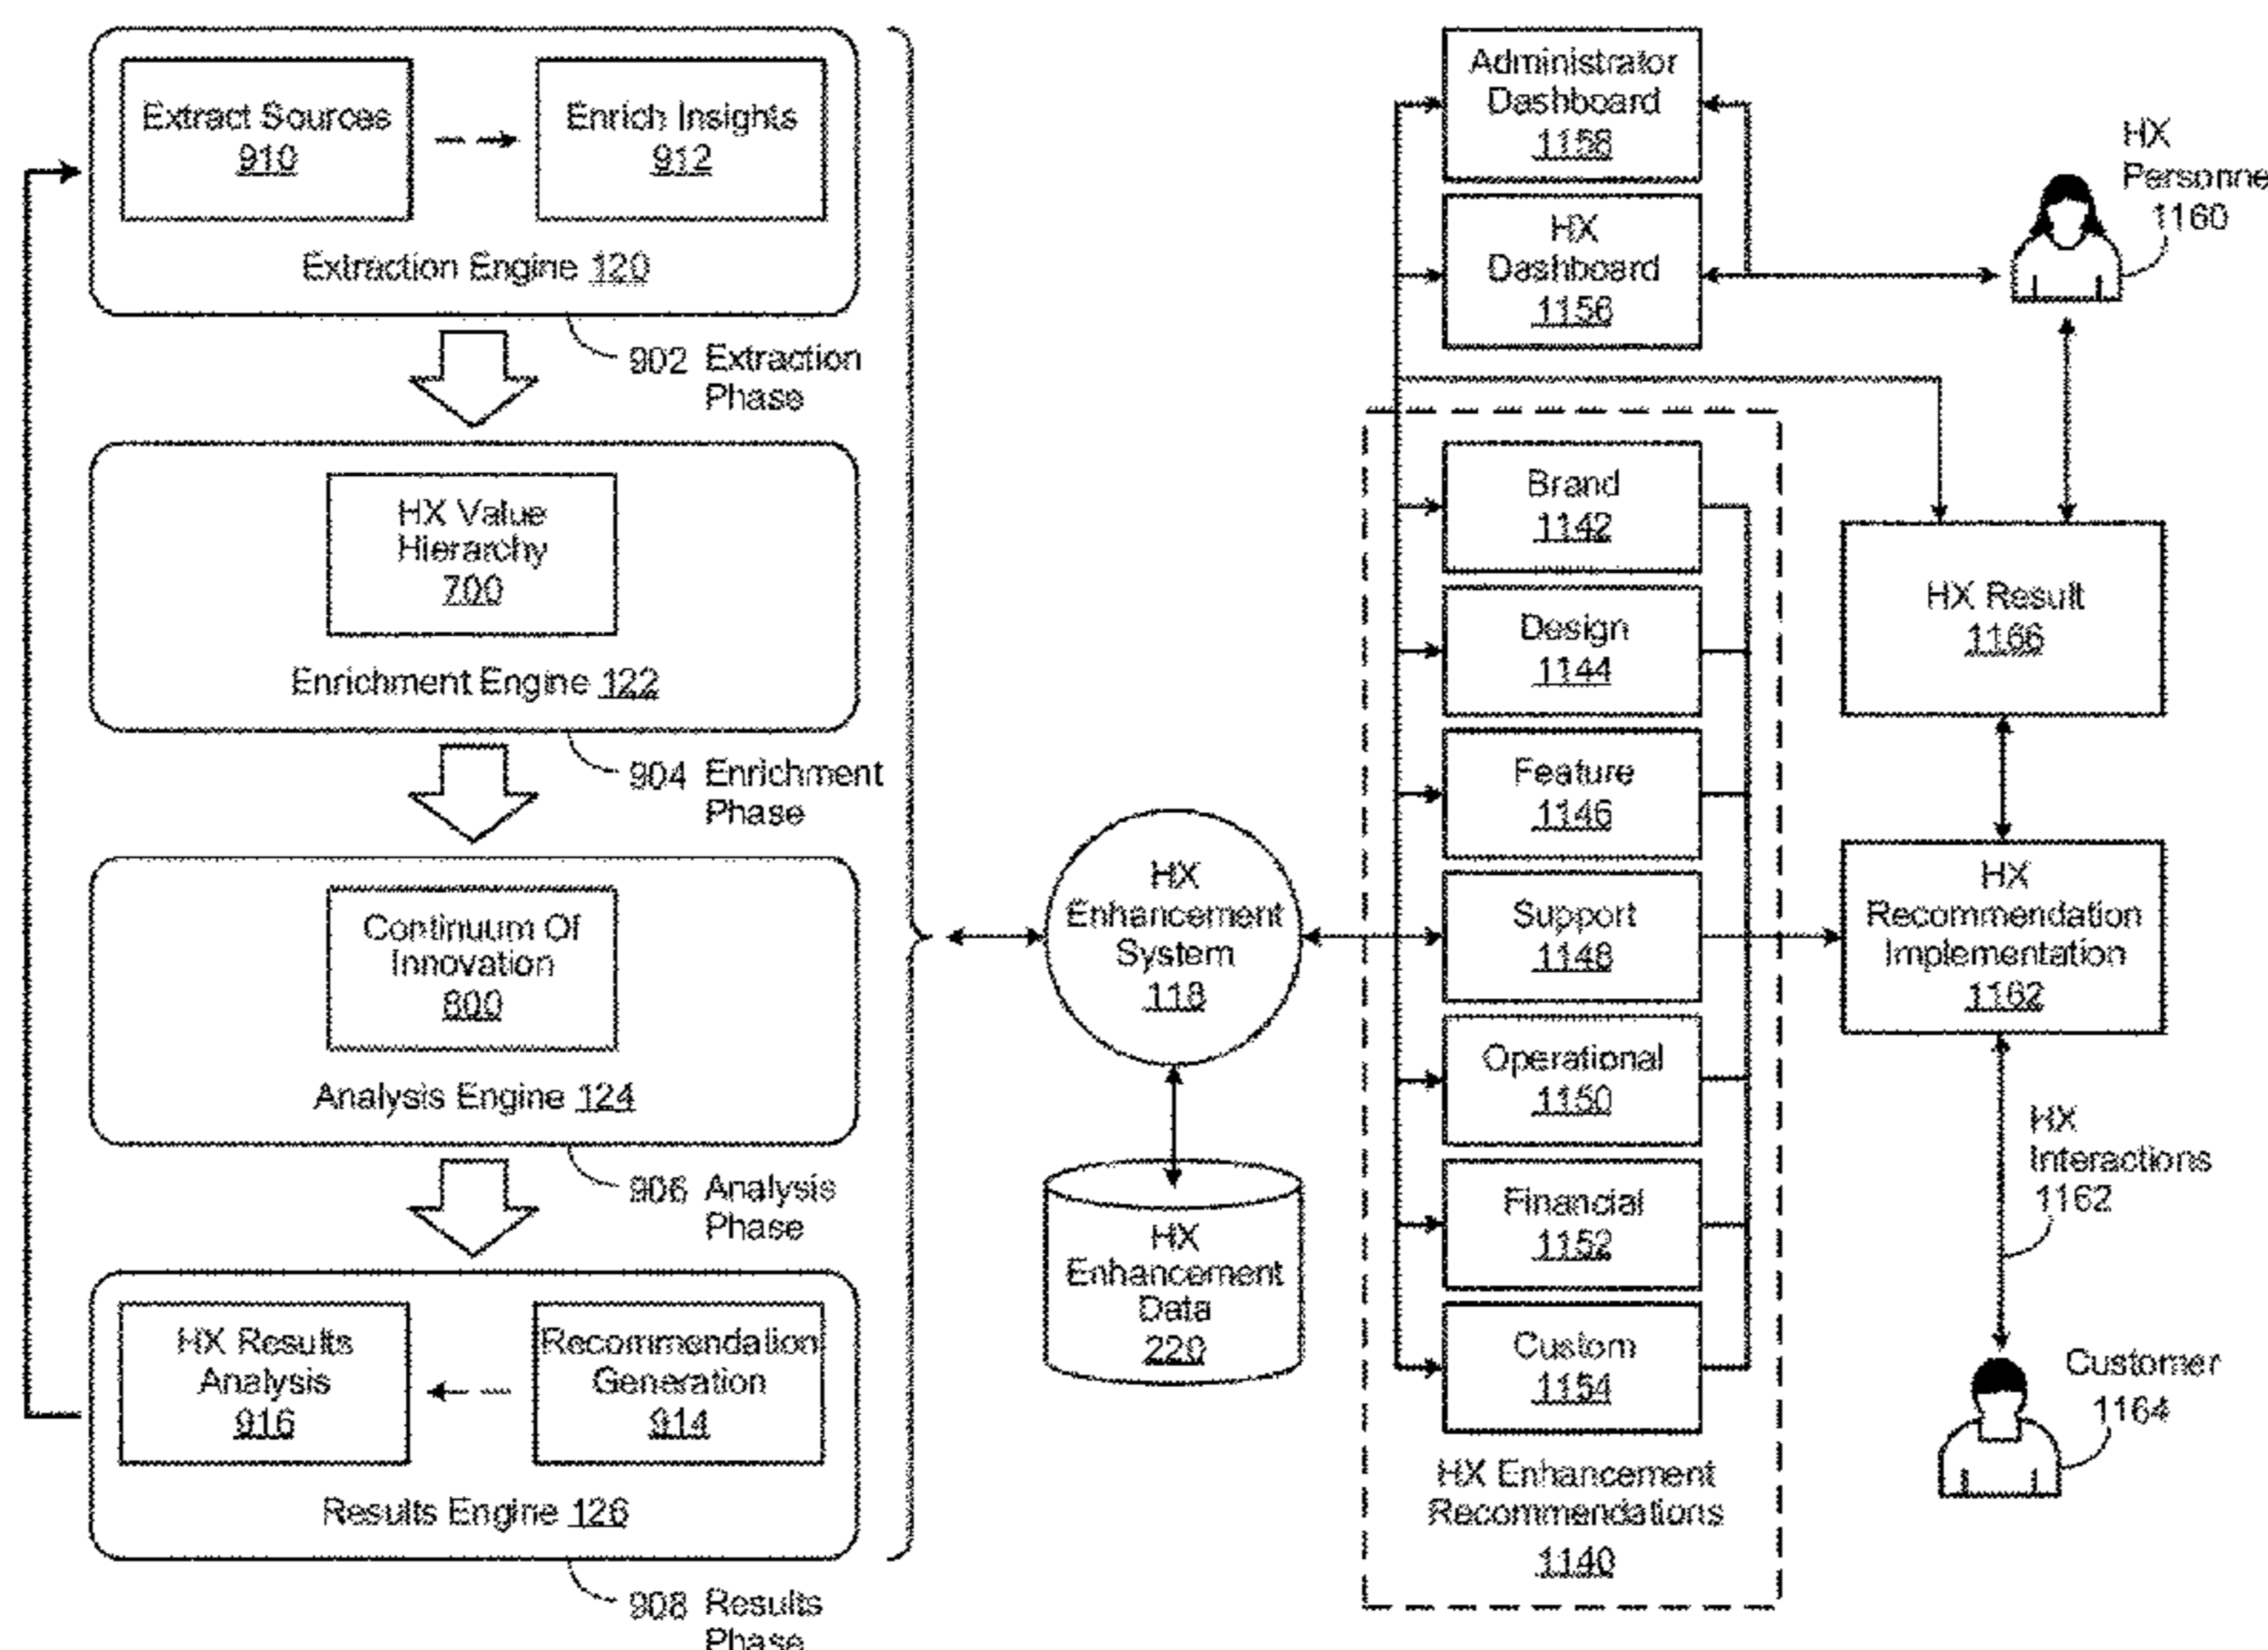 Extract Sources
910
Enrich Insights
912
Extraction Engine 120
902 Extraction
Phase
HX Value
Hierarchy
700
Enrichment Engine 122
904 Enrichment
Phase
Continuum Of
Innovation
800
Analysis Engine 124
906 Analysis
Phase
HX Results
Analysis
916
Recommendation
Generation
914
Results Engine 126
908 Results
Phase
HX
Enhancement
System
118
HX
Enhancement
Data
220
Administrator
Dashboard
1158
HX
Dashboard
1156
Brand
1142
Design
1144
Feature
1146
Support
1148
Operational
1150
Financial
1152
Custom
1154
HX Enhancement
Recommendations
1140
HX
Personne
1160
HX Result
1166
HX
Recommendation
Implementation
1162
HX
Interactions
1162
Customer
1164